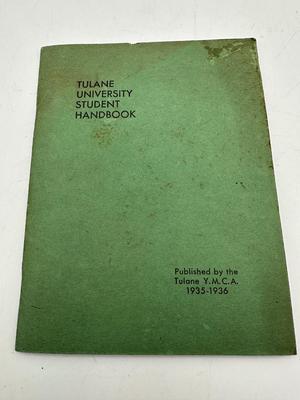 TULANE
UNIVERSITY
STUDENT
HANDBOOK
Published by the
Tulane Y.M.C.A.
1935-1936